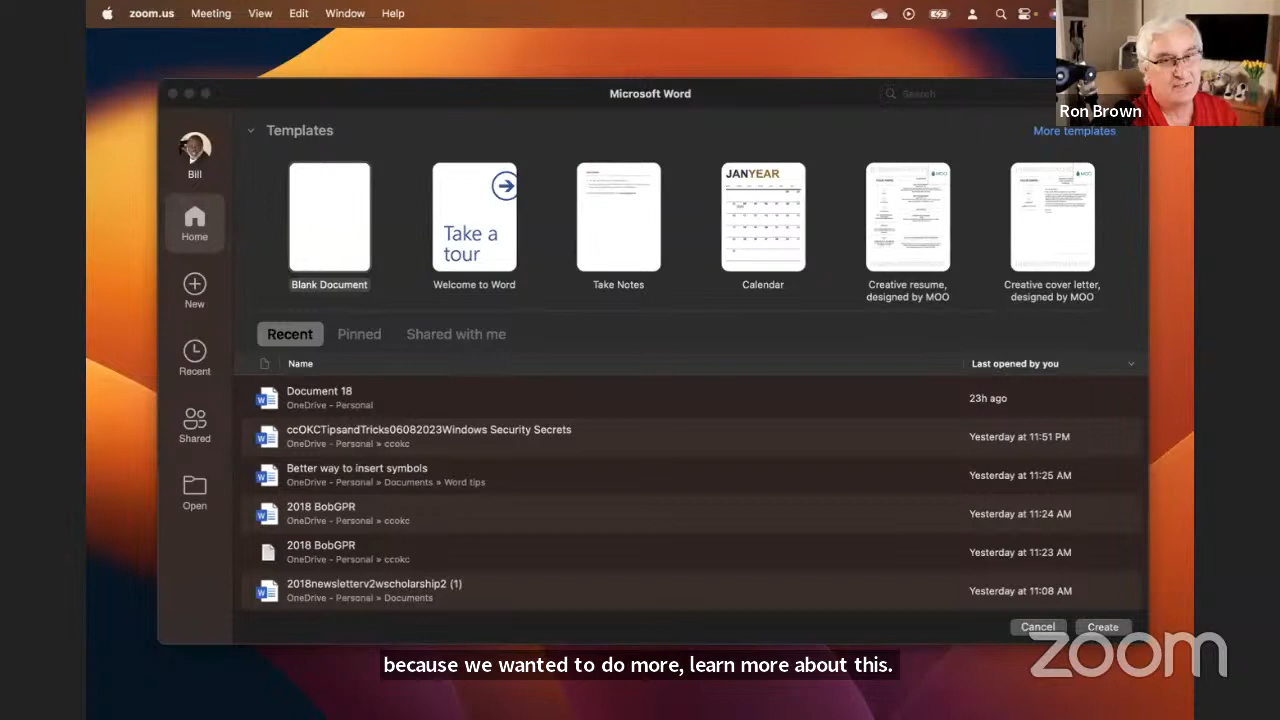 zoom.us Meeting View Edit Window Help
Microsoft Word
Search
Ron Brown
Templates
More templates
Bill
Home
New
Recent
Shared
Open
Take a
tour
JANYEAR
MOO
MOO
Blank Document
Welcome to Word
Take Notes
Calendar
Creative resume,
designed by MOO
Creative cover letter,
designed by MOO
Recent Pinned Shared with me
Name Last opened by you
Document 18
OneDrive - Personal
23h ago
ccOKCTipsandTricks06082023Windows Security Secrets
OneDrive - Personal » ccokc
Yesterday at 11:51 PM
Better way to insert symbols
OneDrive - Personal » Documents » Word tips
Yesterday at 11:25 AM
2018 BobGPR
OneDrive - Personal » ccokc
Yesterday at 11:24 AM
2018 BobGPR
OneDrive - Personal » ccokc
Yesterday at 11:23 AM
2018newsletterv2wscholarship2 (1)
OneDrive - Personal » Documents
Yesterday at 11:08 AM
Cancel Create
because we wanted to do more, learn more about this.
zoom